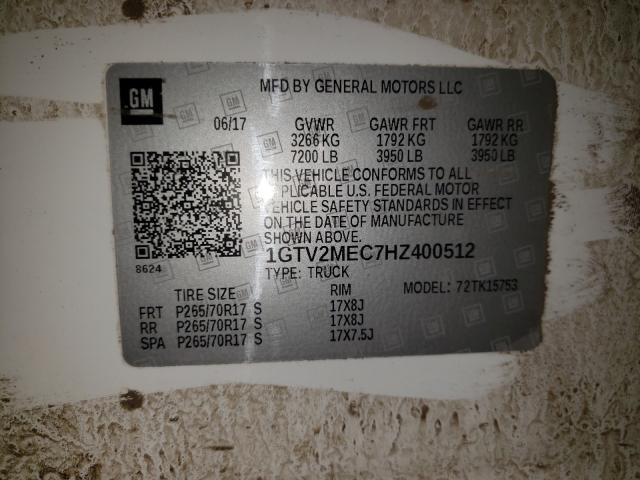 GM
MFD BY GENERAL MOTORS LLC
06/17 GVWR GAWR FRT GAWR RR
3266 KG 1792 KG 1792 KG
7200 LB 3950 LB 3950 LB
THIS VEHICLE CONFORMS TO ALL
APPLICABLE U.S. FEDERAL MOTOR
VEHICLE SAFETY STANDARDS IN EFFECT
ON THE DATE OF MANUFACTURE
SHOWN ABOVE.
1GTV2MEC7HZ400512
8624
TYPE: TRUCK
TIRE SIZE RIM MODEL: 72TK15753
FRT P265/70R17 S 17X8J
RR P265/70R17 S 17X8J
SPA P265/70R17 S 17X7.5J